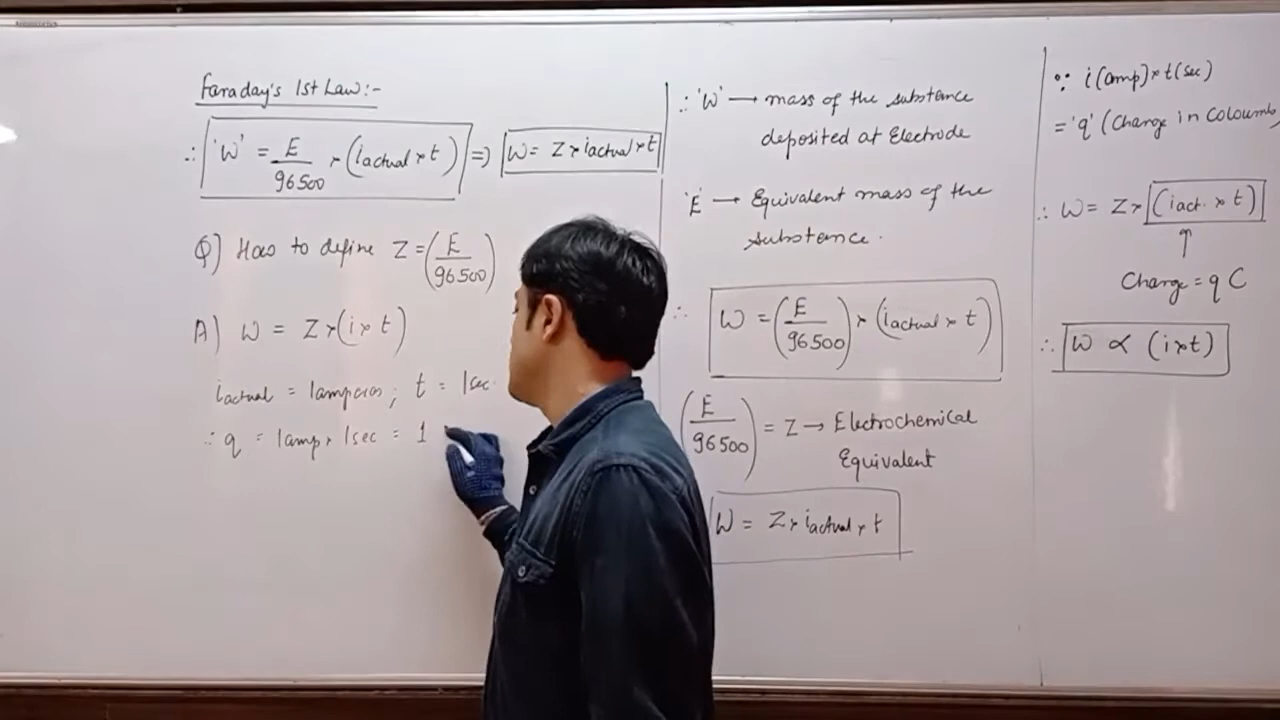 Faraday's 1st Law:-
∴ 'W' = E/96500 × (iactual × t) => W = Z × iactual × t
Q) How to define Z = (E/96500)
A) W = Z × (i × t)
iactual = 1amperes; t = 1sec
∴ q = 1amp × 1sec = 1
∴ 'W' → mass of the substance
deposited at Electrode
'E' → Equivalent mass of the
substance.
∴ W = (E/96500) × (iactual × t)
(E/96500) = Z → Electrochemical
Equivalent
W = Z × iactual × t
∵ i(amp) × t(sec)
= 'q' (Charge in Coloumbs
∴ W = Z × (iact. × t)
↑
Charge = q C
∴ W ∝ (i × t)